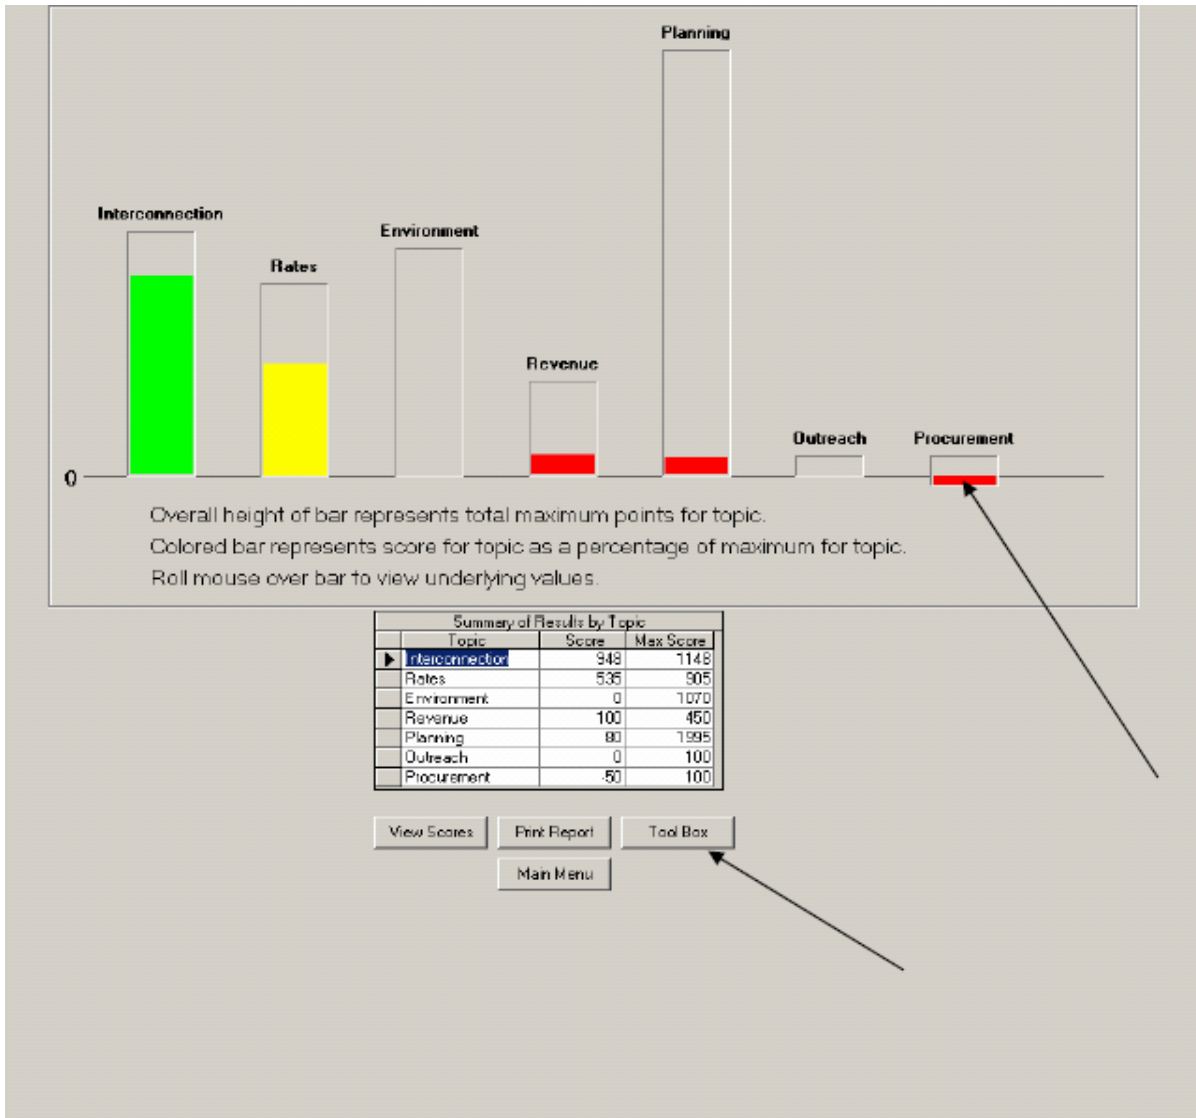 Planning
Interconnection
Environment
Rates
Revenue
Outreach Procurement
0
Overall height of bar represents total maximum points for topic.
Colored bar represents score for topic as a percentage of maximum for topic.
Roll mouse over bar to view underlying values.
Summary of Results by Topic
Topic Score Max Score
Interconnection 948 1148
Rates 535 905
Environment 0 1070
Revenue 100 450
Planning 80 1995
Outreach 0 100
Procurement -50 100
View Scores Print Report Tool Box
Main Menu